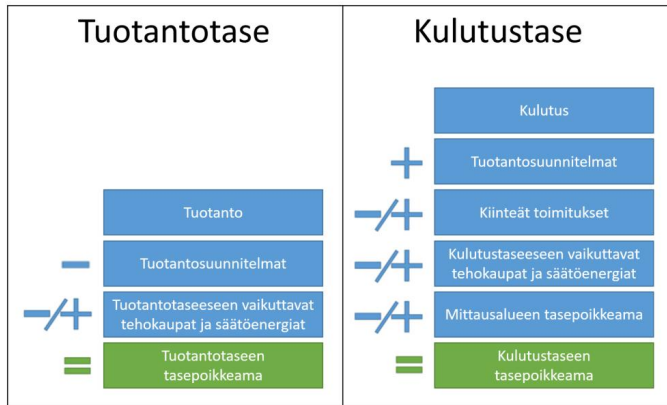 Tuotantotase
Tuotanto
− Tuotantosuunnitelmat
−/+ Tuotantotaseeseen vaikuttavat
tehokaupat ja säätöenergiat
= Tuotantotaseen
tasepoikkeama
Kulutustase
Kulutus
+ Tuotantosuunnitelmat
−/+ Kiinteät toimitukset
−/+ Kulutustaseeseen vaikuttavat
tehokaupat ja säätöenergiat
−/+ Mittausalueen tasepoikkeama
= Kulutustaseen
tasepoikkeama